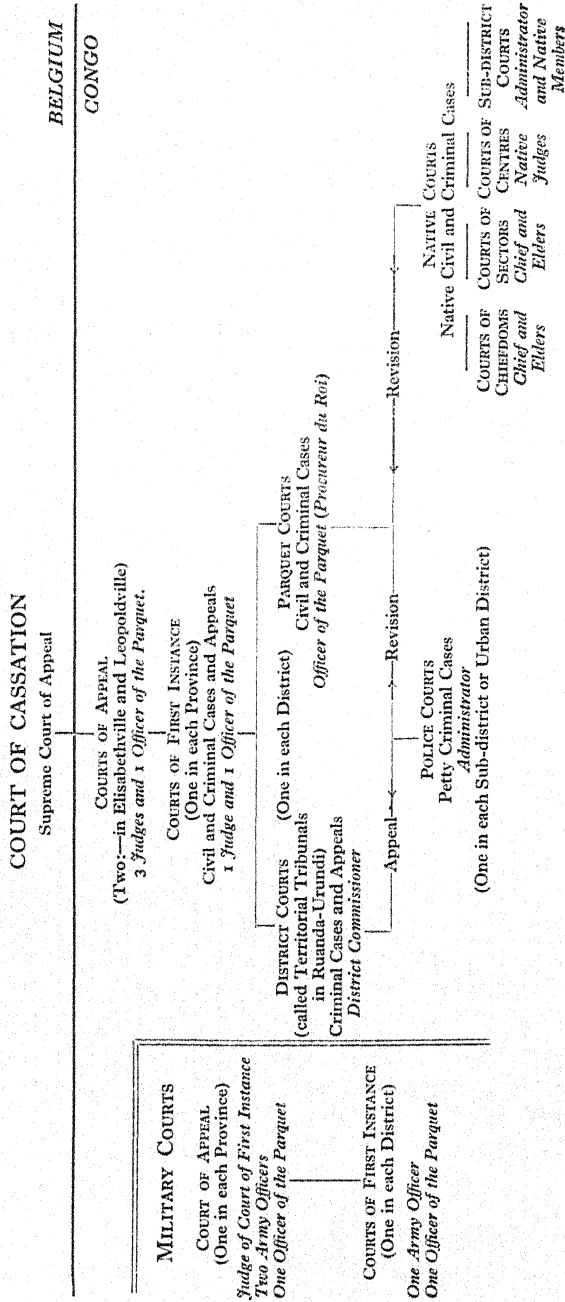 COURT OF CASSATION
Supreme Court of Appeal
BELGIUM
CONGO
COURTS OF APPEAL
(Two:—in Elisabethville and Leopoldville)
3 Judges and 1 Officer of the Parquet.
COURTS OF FIRST INSTANCE
(One in each Province)
Civil and Criminal Cases and Appeals
1 Judge and 1 Officer of the Parquet
DISTRICT COURTS
(called Territorial Tribunals
in Ruanda-Urundi)
Criminal Cases and Appeals
District Commissioner
(One in each District)
PARQUET COURTS
Civil and Criminal Cases
Officer of the Parquet (Procureur du Roi)
Appeal
Revision
Revision
POLICE COURTS
Petty Criminal Cases
Administrator
(One in each Sub-district or Urban District)
NATIVE COURTS
Native Civil and Criminal Cases
COURTS OF
CHIEFDOMS
Chief and
Elders
COURTS OF
SECTORS
Chief and
Elders
COURTS OF
CENTRES
Native
Judges
SUB-DISTRICT
COURTS
Administrator
and Native
Members
MILITARY COURTS
COURT OF APPEAL
(One in each Province)
Judge of Court of First Instance
Two Army Officers
One Officer of the Parquet
COURTS OF FIRST INSTANCE
(One in each District)
One Army Officer
One Officer of the Parquet